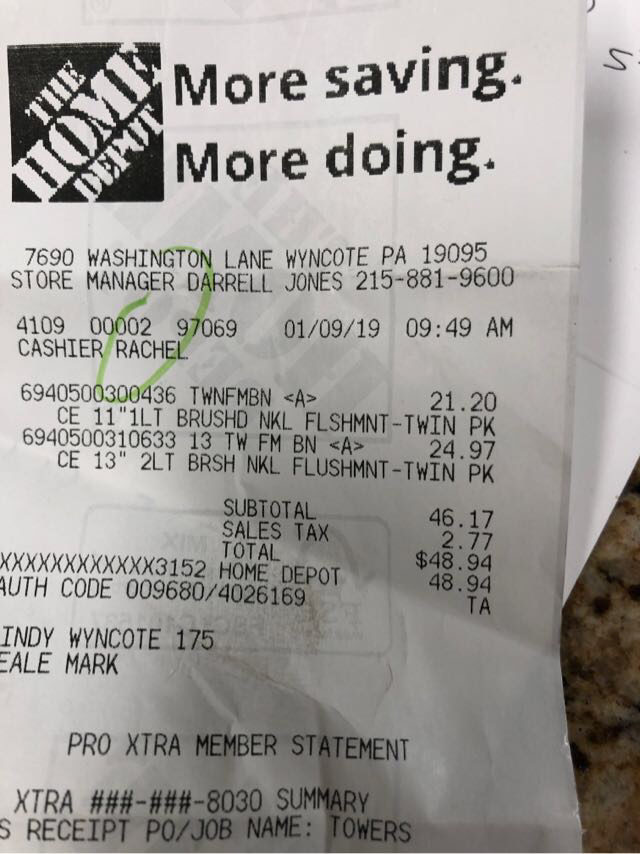 THE
HOME
DEPOT
More saving.
More doing.
7690 WASHINGTON LANE WYNCOTE PA 19095
STORE MANAGER DARRELL JONES 215-881-9600
4109 00002 97069 01/09/19 09:49 AM
CASHIER RACHEL
6940500300436 TWNFMBN <A> 21.20
CE 11"1LT BRUSHD NKL FLSHMNT-TWIN PK
6940500310633 13 TW FM BN <A> 24.97
CE 13" 2LT BRSH NKL FLUSHMNT-TWIN PK
SUBTOTAL 46.17
SALES TAX 2.77
TOTAL $48.94
XXXXXXXXXXXX3152 HOME DEPOT 48.94
AUTH CODE 009680/4026169 TA
INDY WYNCOTE 175
EALE MARK
PRO XTRA MEMBER STATEMENT
XTRA ###-###-8030 SUMMARY
S RECEIPT PO/JOB NAME: TOWERS